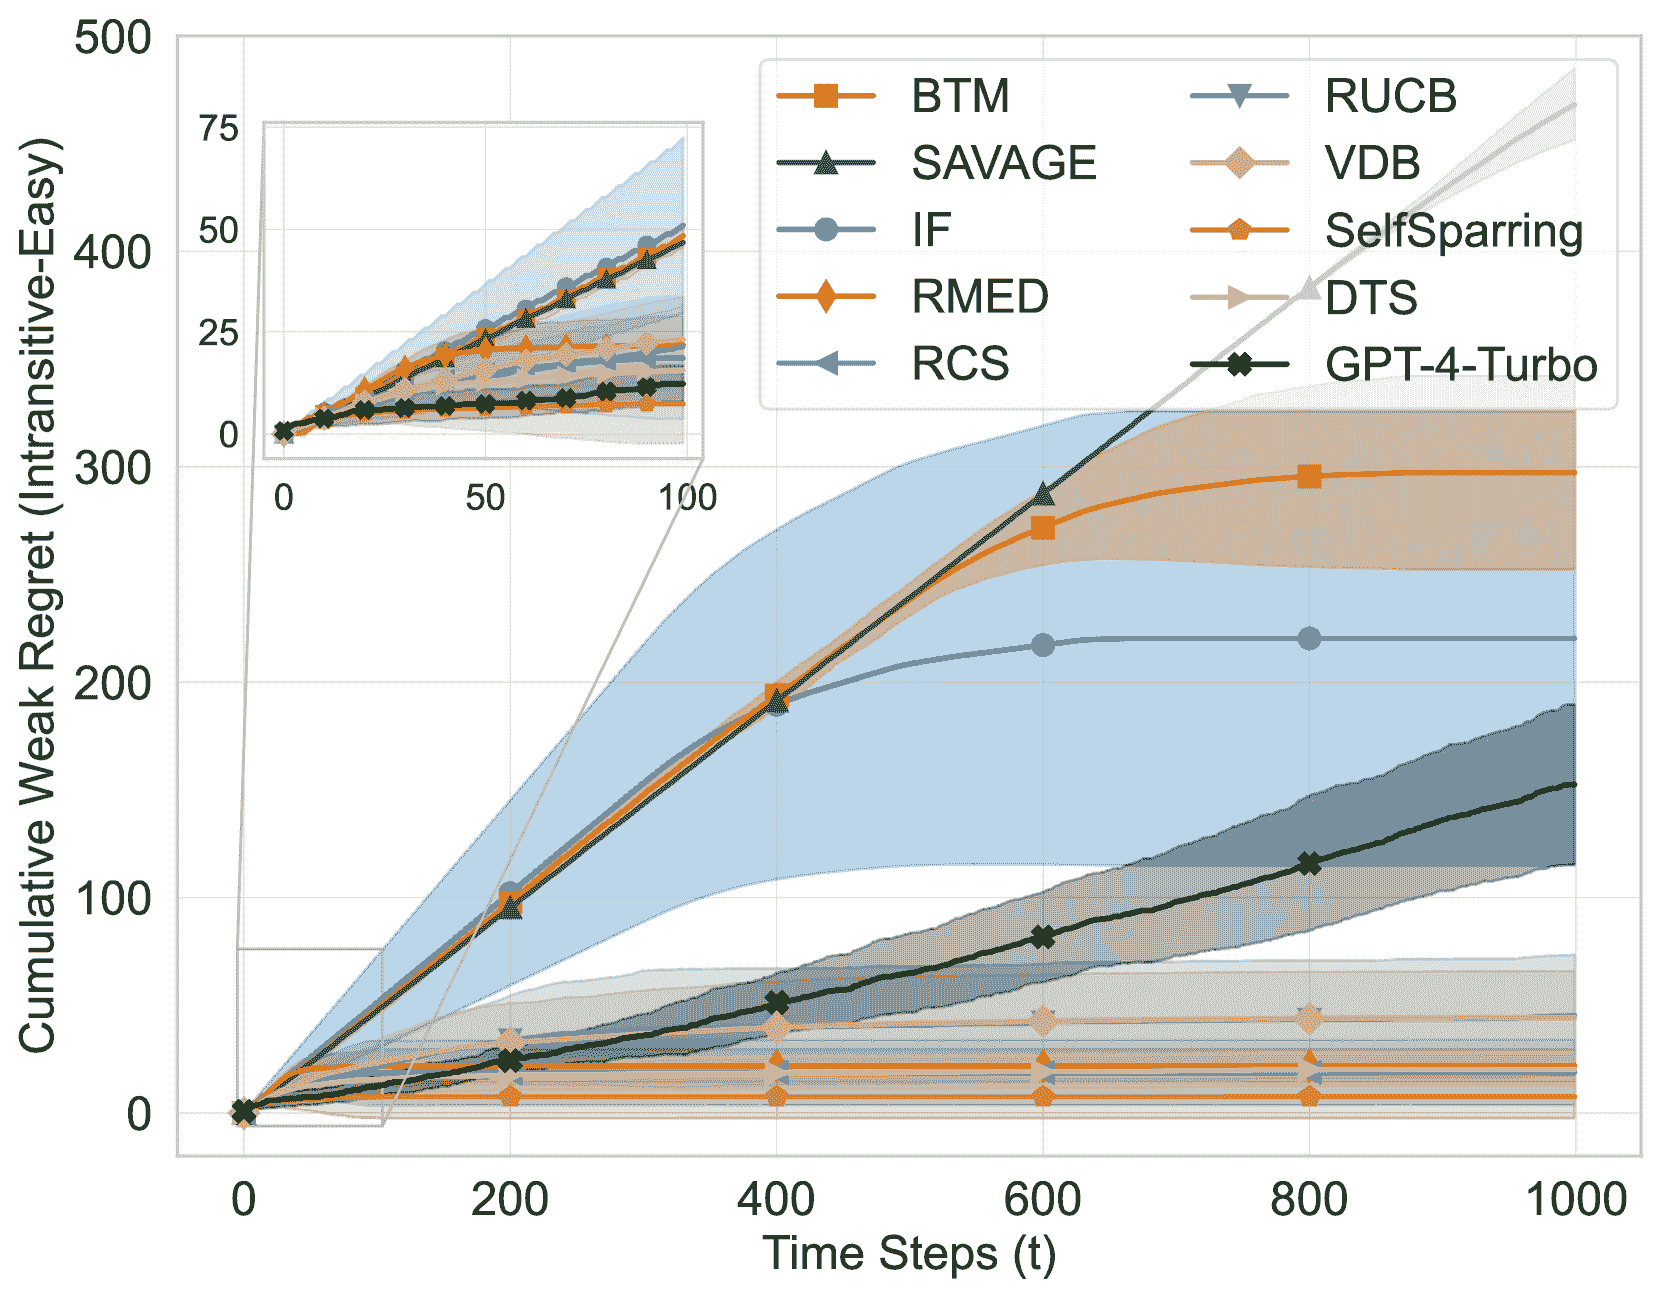 Cumulative Weak Regret (Intransitive-Easy)
500
400
300
200
100
0
75
50
25
0
0 50 100
BTM
SAVAGE
IF
RMED
RCS
RUCB
VDB
SelfSparring
DTS
GPT-4-Turbo
0 200 400 600 800 1000
Time Steps (t)